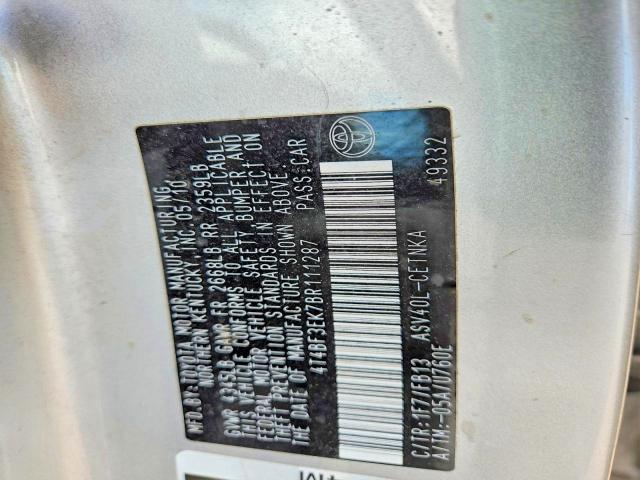 MFD.BY:TOYOTA MOTOR MANUFACTURING,
NORTHERN KENTUCKY, INC. 05/10
GVWR 4345LB GAWR FR 2668LB RR 2359LB
THIS VEHICLE CONFORMS TO ALL APPLICABLE
FEDERAL MOTOR VEHICLE SAFETY, BUMPER AND
THEFT PREVENTION STANDARDS IN EFFECT ON
THE DATE OF MANUFACTURE SHOWN ABOVE.
4T4BF3EK7BR111287 PASS.CAR
C/TR:1F7/FB13 ASV40L-CETNKA
A/TM:-05A/U760E 49332